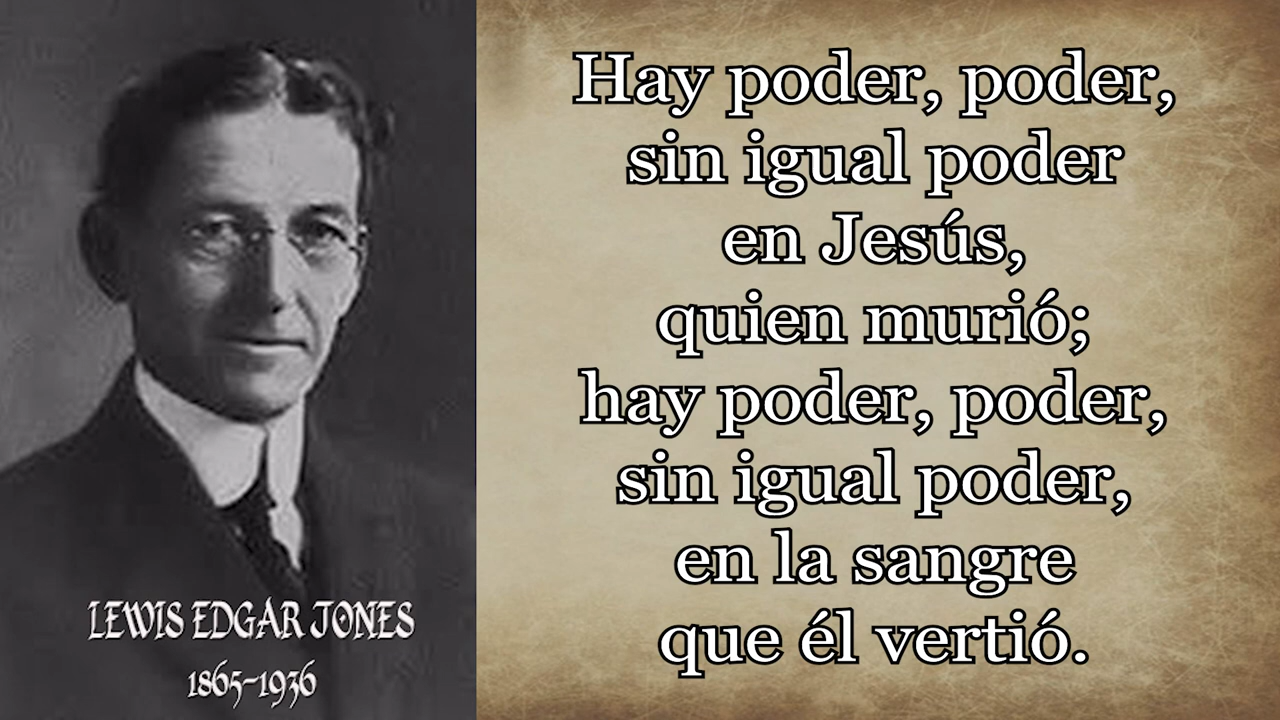 LEWIS EDGAR JONES
1865-1936
Hay poder, poder,
sin igual poder
en Jesús,
quien murió;
hay poder, poder,
sin igual poder,
en la sangre
que él vertió.